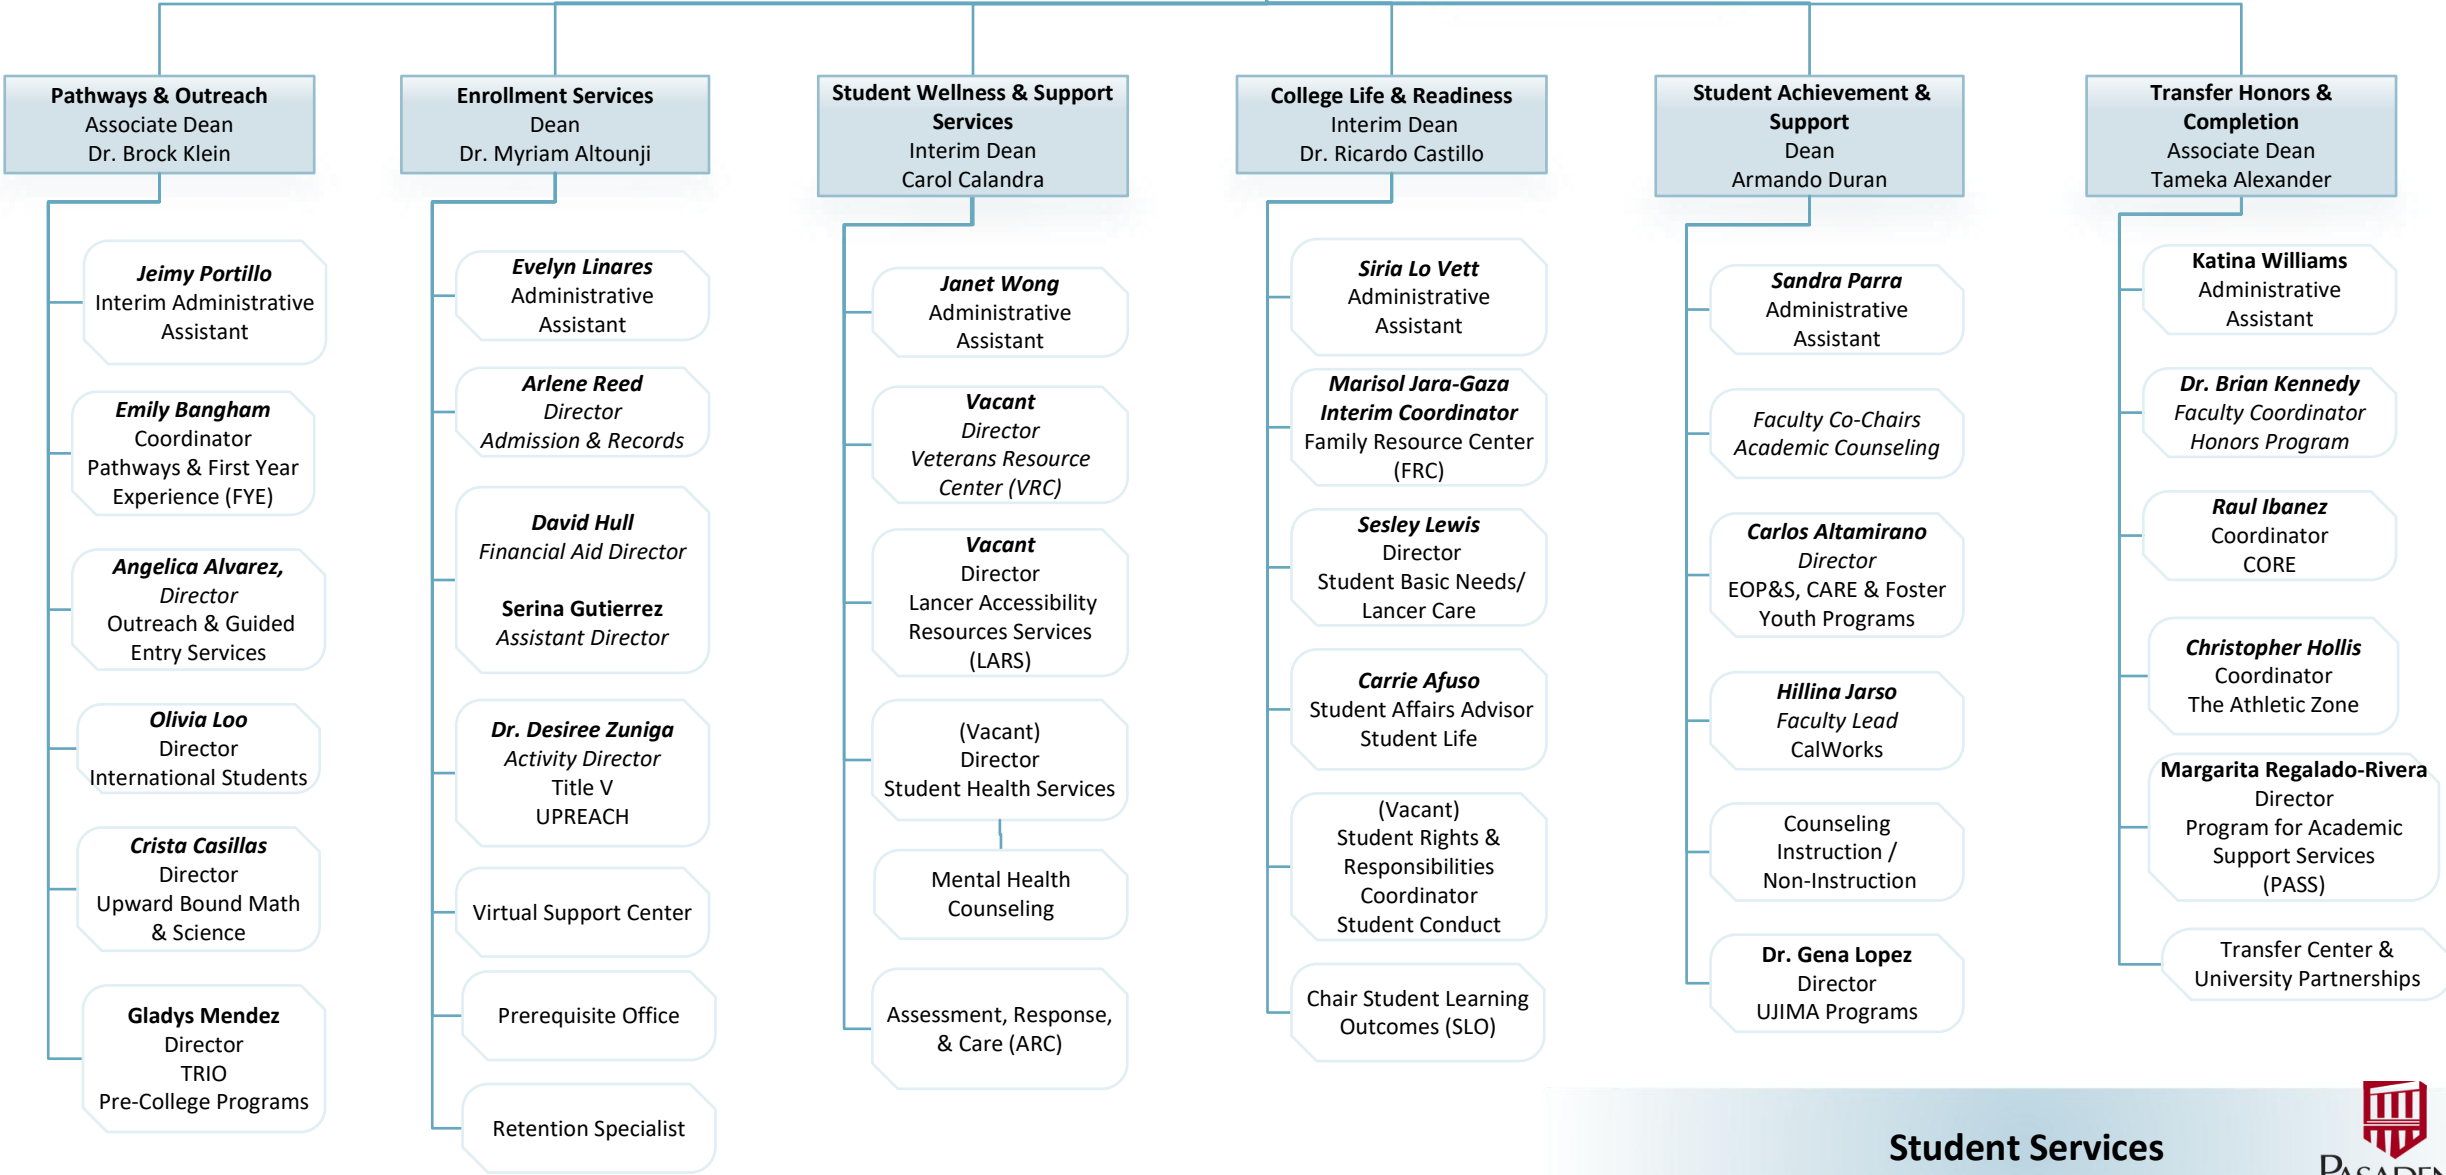 Pathways & Outreach
Associate Dean
Dr. Brock Klein
Jeimy Portillo
Interim Administrative
Assistant
Emily Bangham
Coordinator
Pathways & First Year
Experience (FYE)
Angelica Alvarez,
Director
Outreach & Guided
Entry Services
Olivia Loo
Director
International Students
Crista Casillas
Director
Upward Bound Math
& Science
Gladys Mendez
Director
TRIO
Pre-College Programs
Enrollment Services
Dean
Dr. Myriam Altounji
Evelyn Linares
Administrative
Assistant
Arlene Reed
Director
Admission & Records
David Hull
Financial Aid Director
Serina Gutierrez
Assistant Director
Dr. Desiree Zuniga
Activity Director
Title V
UPREACH
Virtual Support Center
Prerequisite Office
Retention Specialist
Student Wellness & Support
Services
Interim Dean
Carol Calandra
Janet Wong
Administrative
Assistant
Vacant
Director
Veterans Resource
Center (VRC)
Vacant
Director
Lancer Accessibility
Resources Services
(LARS)
(Vacant)
Director
Student Health Services
Mental Health
Counseling
Assessment, Response,
& Care (ARC)
College Life & Readiness
Interim Dean
Dr. Ricardo Castillo
Siria Lo Vett
Administrative
Assistant
Marisol Jara-Gaza
Interim Coordinator
Family Resource Center
(FRC)
Sesley Lewis
Director
Student Basic Needs/
Lancer Care
Carrie Afuso
Student Affairs Advisor
Student Life
(Vacant)
Student Rights &
Responsibilities
Coordinator
Student Conduct
Chair Student Learning
Outcomes (SLO)
Student Achievement &
Support
Dean
Armando Duran
Sandra Parra
Administrative
Assistant
Faculty Co-Chairs
Academic Counseling
Carlos Altamirano
Director
EOP&S, CARE & Foster
Youth Programs
Hillina Jarso
Faculty Lead
CalWorks
Counseling
Instruction /
Non-Instruction
Dr. Gena Lopez
Director
UJIMA Programs
Transfer Honors &
Completion
Associate Dean
Tameka Alexander
Katina Williams
Administrative
Assistant
Dr. Brian Kennedy
Faculty Coordinator
Honors Program
Raul Ibanez
Coordinator
CORE
Christopher Hollis
Coordinator
The Athletic Zone
Margarita Regalado-Rivera
Director
Program for Academic
Support Services
(PASS)
Transfer Center &
University Partnerships
Student Services